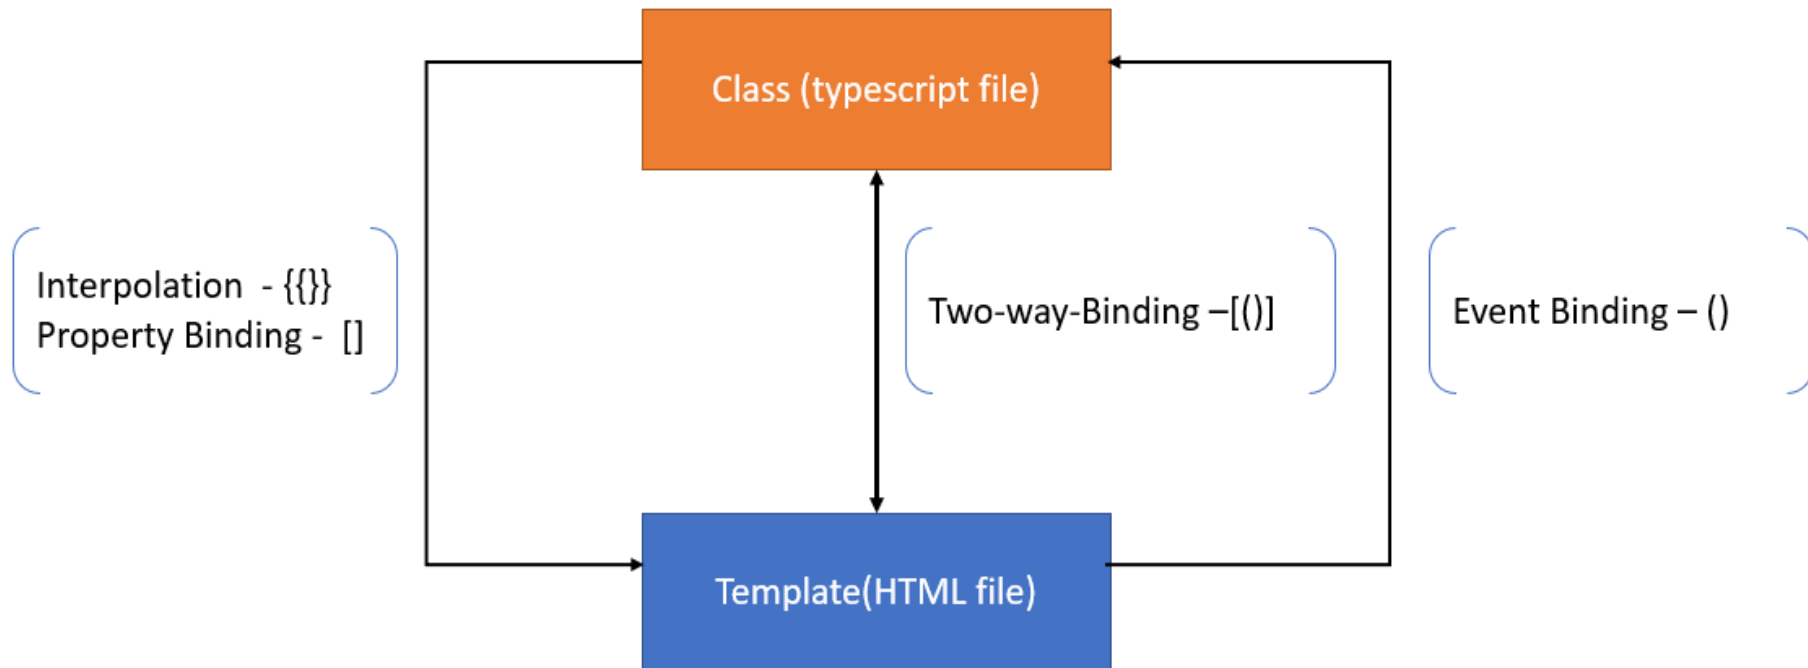 Class (typescript file)
Interpolation - {{}}
Property Binding - []
Two-way-Binding –[()]
Event Binding – ()
Template(HTML file)